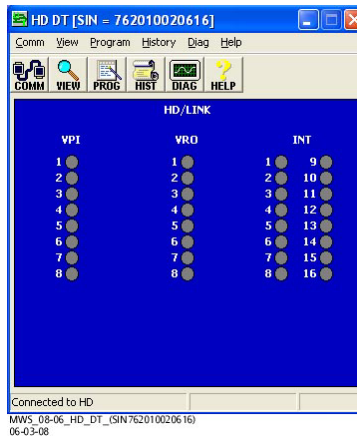 HD DT [SIN = 762010020616]
Comm View Program History Diag Help
COMM VIEW PROG HIST DIAG HELP
HD/LINK
VPI VRO INT
1 1 1 9
2 2 2 10
3 3 3 11
4 4 4 12
5 5 5 13
6 6 6 14
7 7 7 15
8 8 8 16
Connected to HD
MWS_08-06_HD_DT_(SIN762010020616)
06-03-08